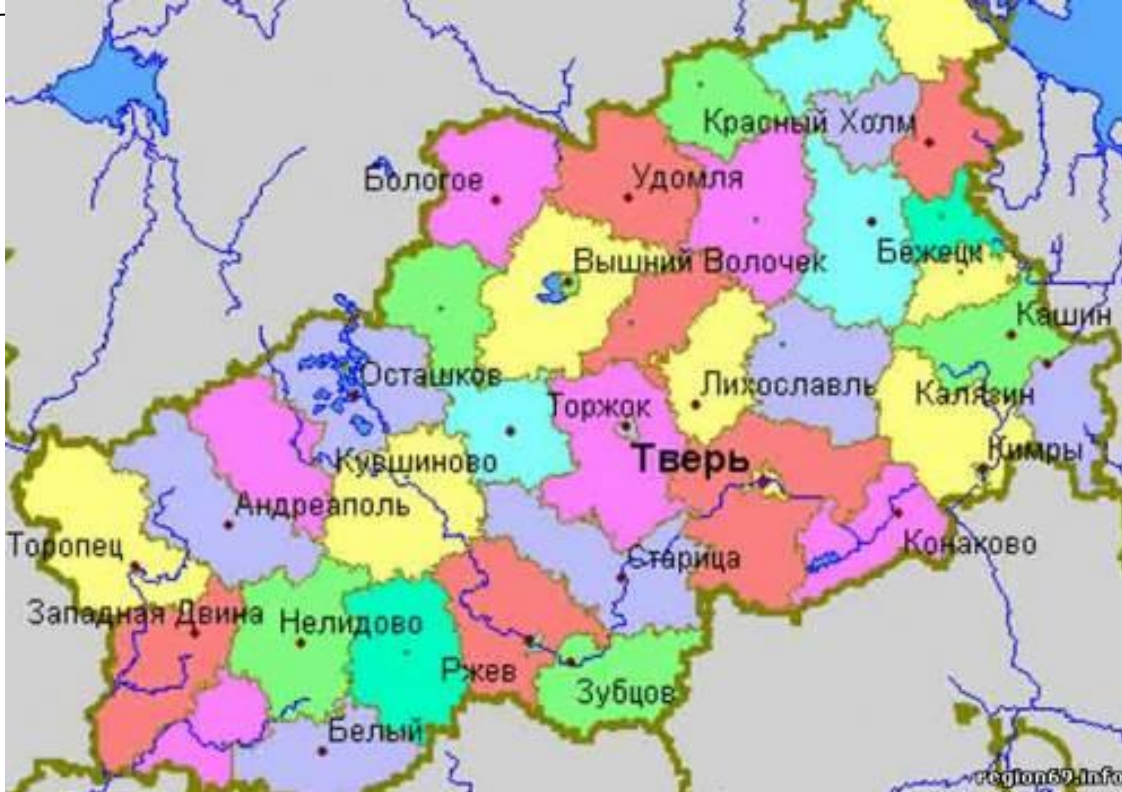 Красный Холм
Бологое
Удомля
Бежецк
Вышний Волочек
Кашин
Осташков
Лихославль
Калязин
Торжок
Тверь
Кувшиново
Кимры
Андреаполь
Торопец
Старица
Конаково
Западная Двина
Нелидово
Ржев
Зубцов
Белый
region69.info